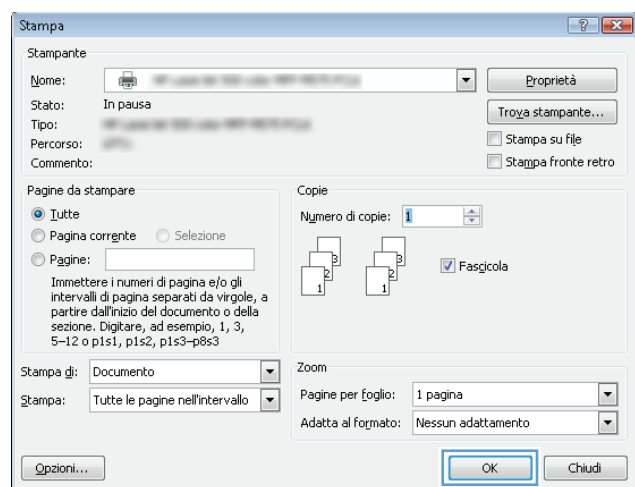 Stampa
Stampante
Nome:
Proprietà
Stato: In pausa
Trova stampante...
Tipo:
Percorso:
Stampa su file
Commento:
Stampa fronte retro
Pagine da stampare
Tutte
Pagina corrente Selezione
Pagine:
Immettere i numeri di pagina e/o gli
intervalli di pagina separati da virgole, a
partire dall'inizio del documento o della
sezione. Digitare, ad esempio, 1, 3,
5–12 o p1s1, p1s2, p1s3–p8s3
Copie
Numero di copie: 1
3 3
2 2
1 1
Fascicola
Stampa di: Documento
Stampa: Tutte le pagine nell'intervallo
Zoom
Pagine per foglio: 1 pagina
Adatta al formato: Nessun adattamento
Opzioni...
OK
Chiudi